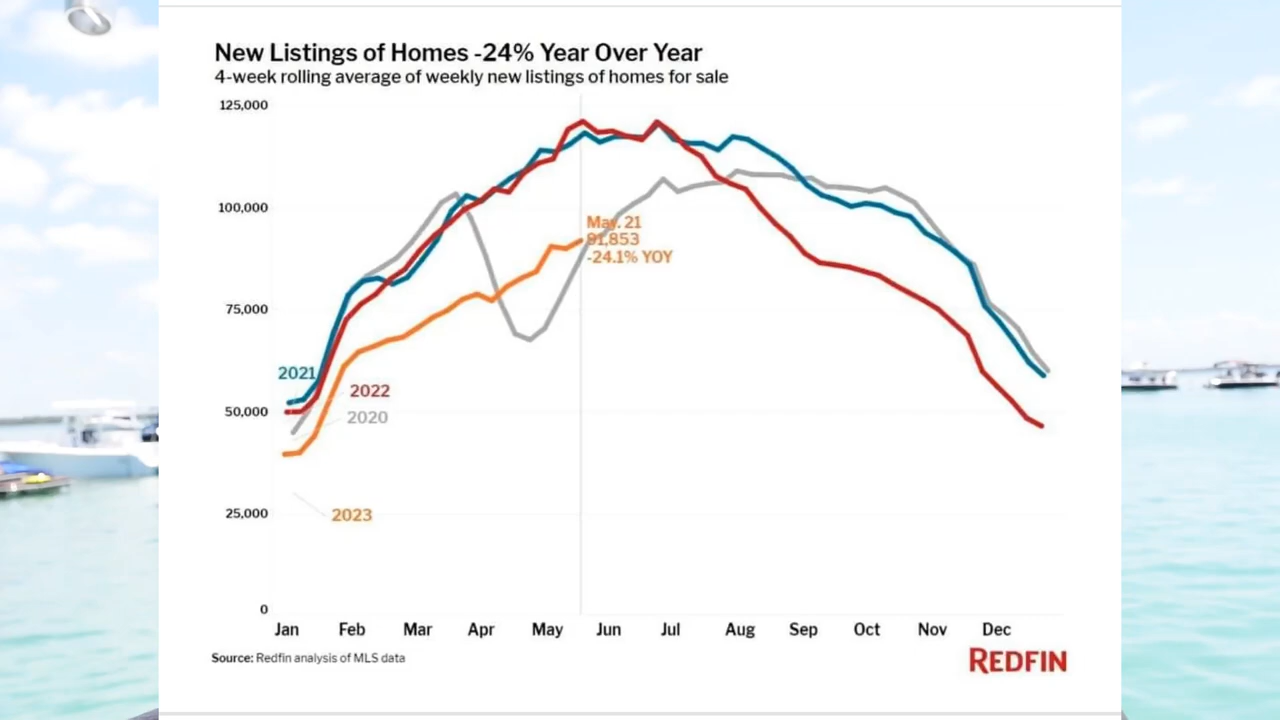 New Listings of Homes -24% Year Over Year
4-week rolling average of weekly new listings of homes for sale
125,000
100,000
75,000
50,000
25,000
0
2021
2022
2020
2023
May. 21
91,853
-24.1% YOY
Jan Feb Mar Apr May Jun Jul Aug Sep Oct Nov Dec
Source: Redfin analysis of MLS data
REDFIN